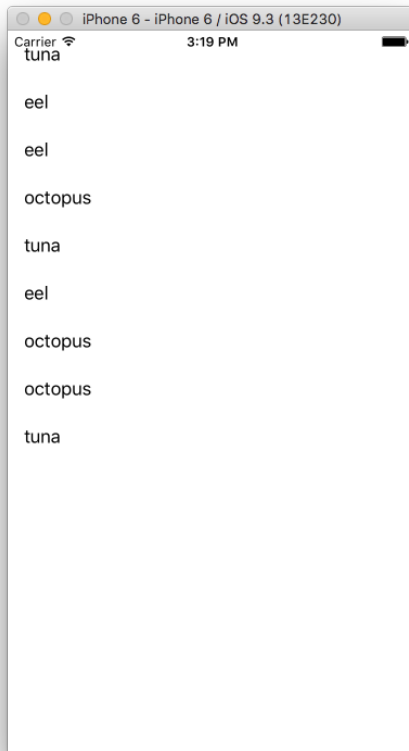 iPhone 6 - iPhone 6 / iOS 9.3 (13E230)
Carrier 3:19 PM
tuna
eel
eel
octopus
tuna
eel
octopus
octopus
tuna